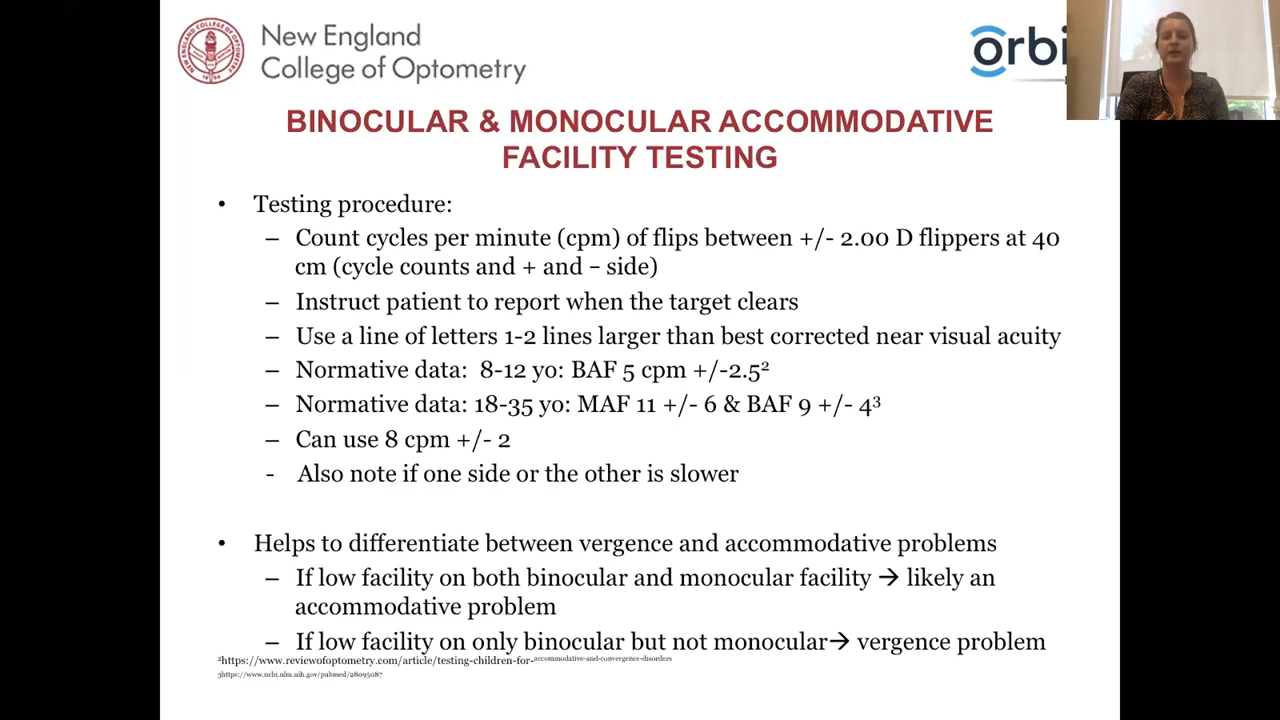 New England
College of Optometry
orbi
BINOCULAR & MONOCULAR ACCOMMODATIVE
FACILITY TESTING
• Testing procedure:
– Count cycles per minute (cpm) of flips between +/- 2.00 D flippers at 40
cm (cycle counts and + and – side)
– Instruct patient to report when the target clears
– Use a line of letters 1-2 lines larger than best corrected near visual acuity
– Normative data:  8-12 yo: BAF 5 cpm +/-2.5²
– Normative data: 18-35 yo: MAF 11 +/- 6 & BAF 9 +/- 4³
– Can use 8 cpm +/- 2
- Also note if one side or the other is slower
• Helps to differentiate between vergence and accommodative problems
– If low facility on both binocular and monocular facility → likely an
accommodative problem
– If low facility on only binocular but not monocular→ vergence problem
²https://www.reviewofoptometry.com/article/testing-children-for-accommodative-and-convergence-disorders
3https://www.ncbi.nlm.nih.gov/pubmed/28095087